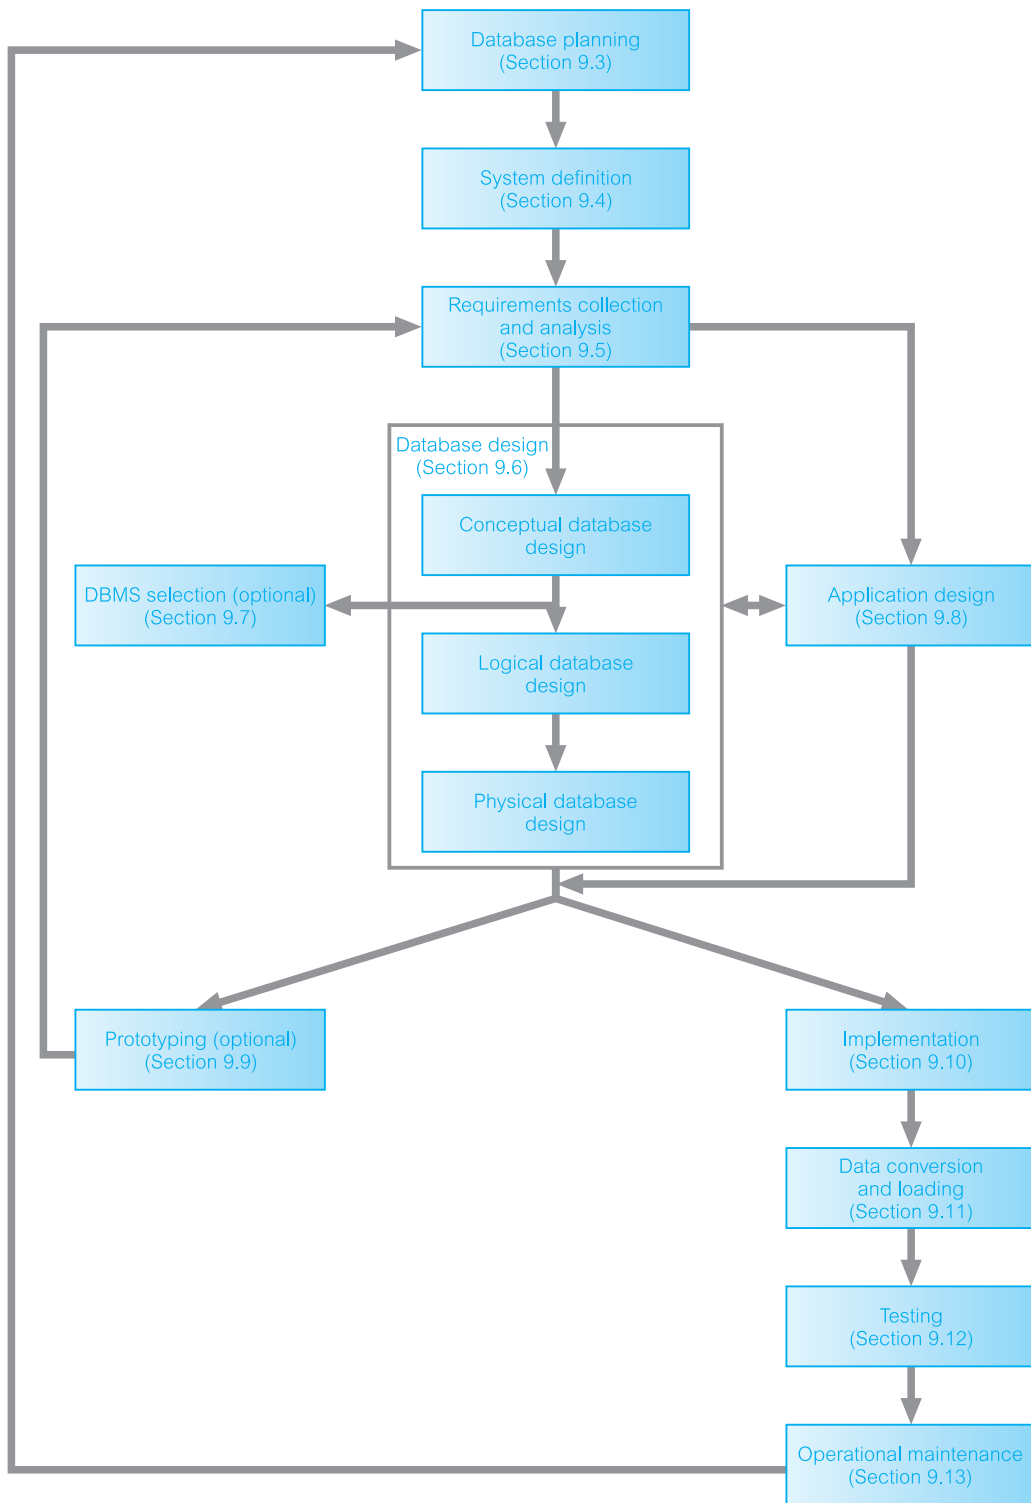 Database planning
(Section 9.3)
System definition
(Section 9.4)
Requirements collection
and analysis
(Section 9.5)
Database design
(Section 9.6)
Conceptual database
design
DBMS selection (optional)
(Section 9.7)
Application design
(Section 9.8)
Logical database
design
Physical database
design
Prototyping (optional)
(Section 9.9)
Implementation
(Section 9.10)
Data conversion
and loading
(Section 9.11)
Testing
(Section 9.12)
Operational maintenance
(Section 9.13)